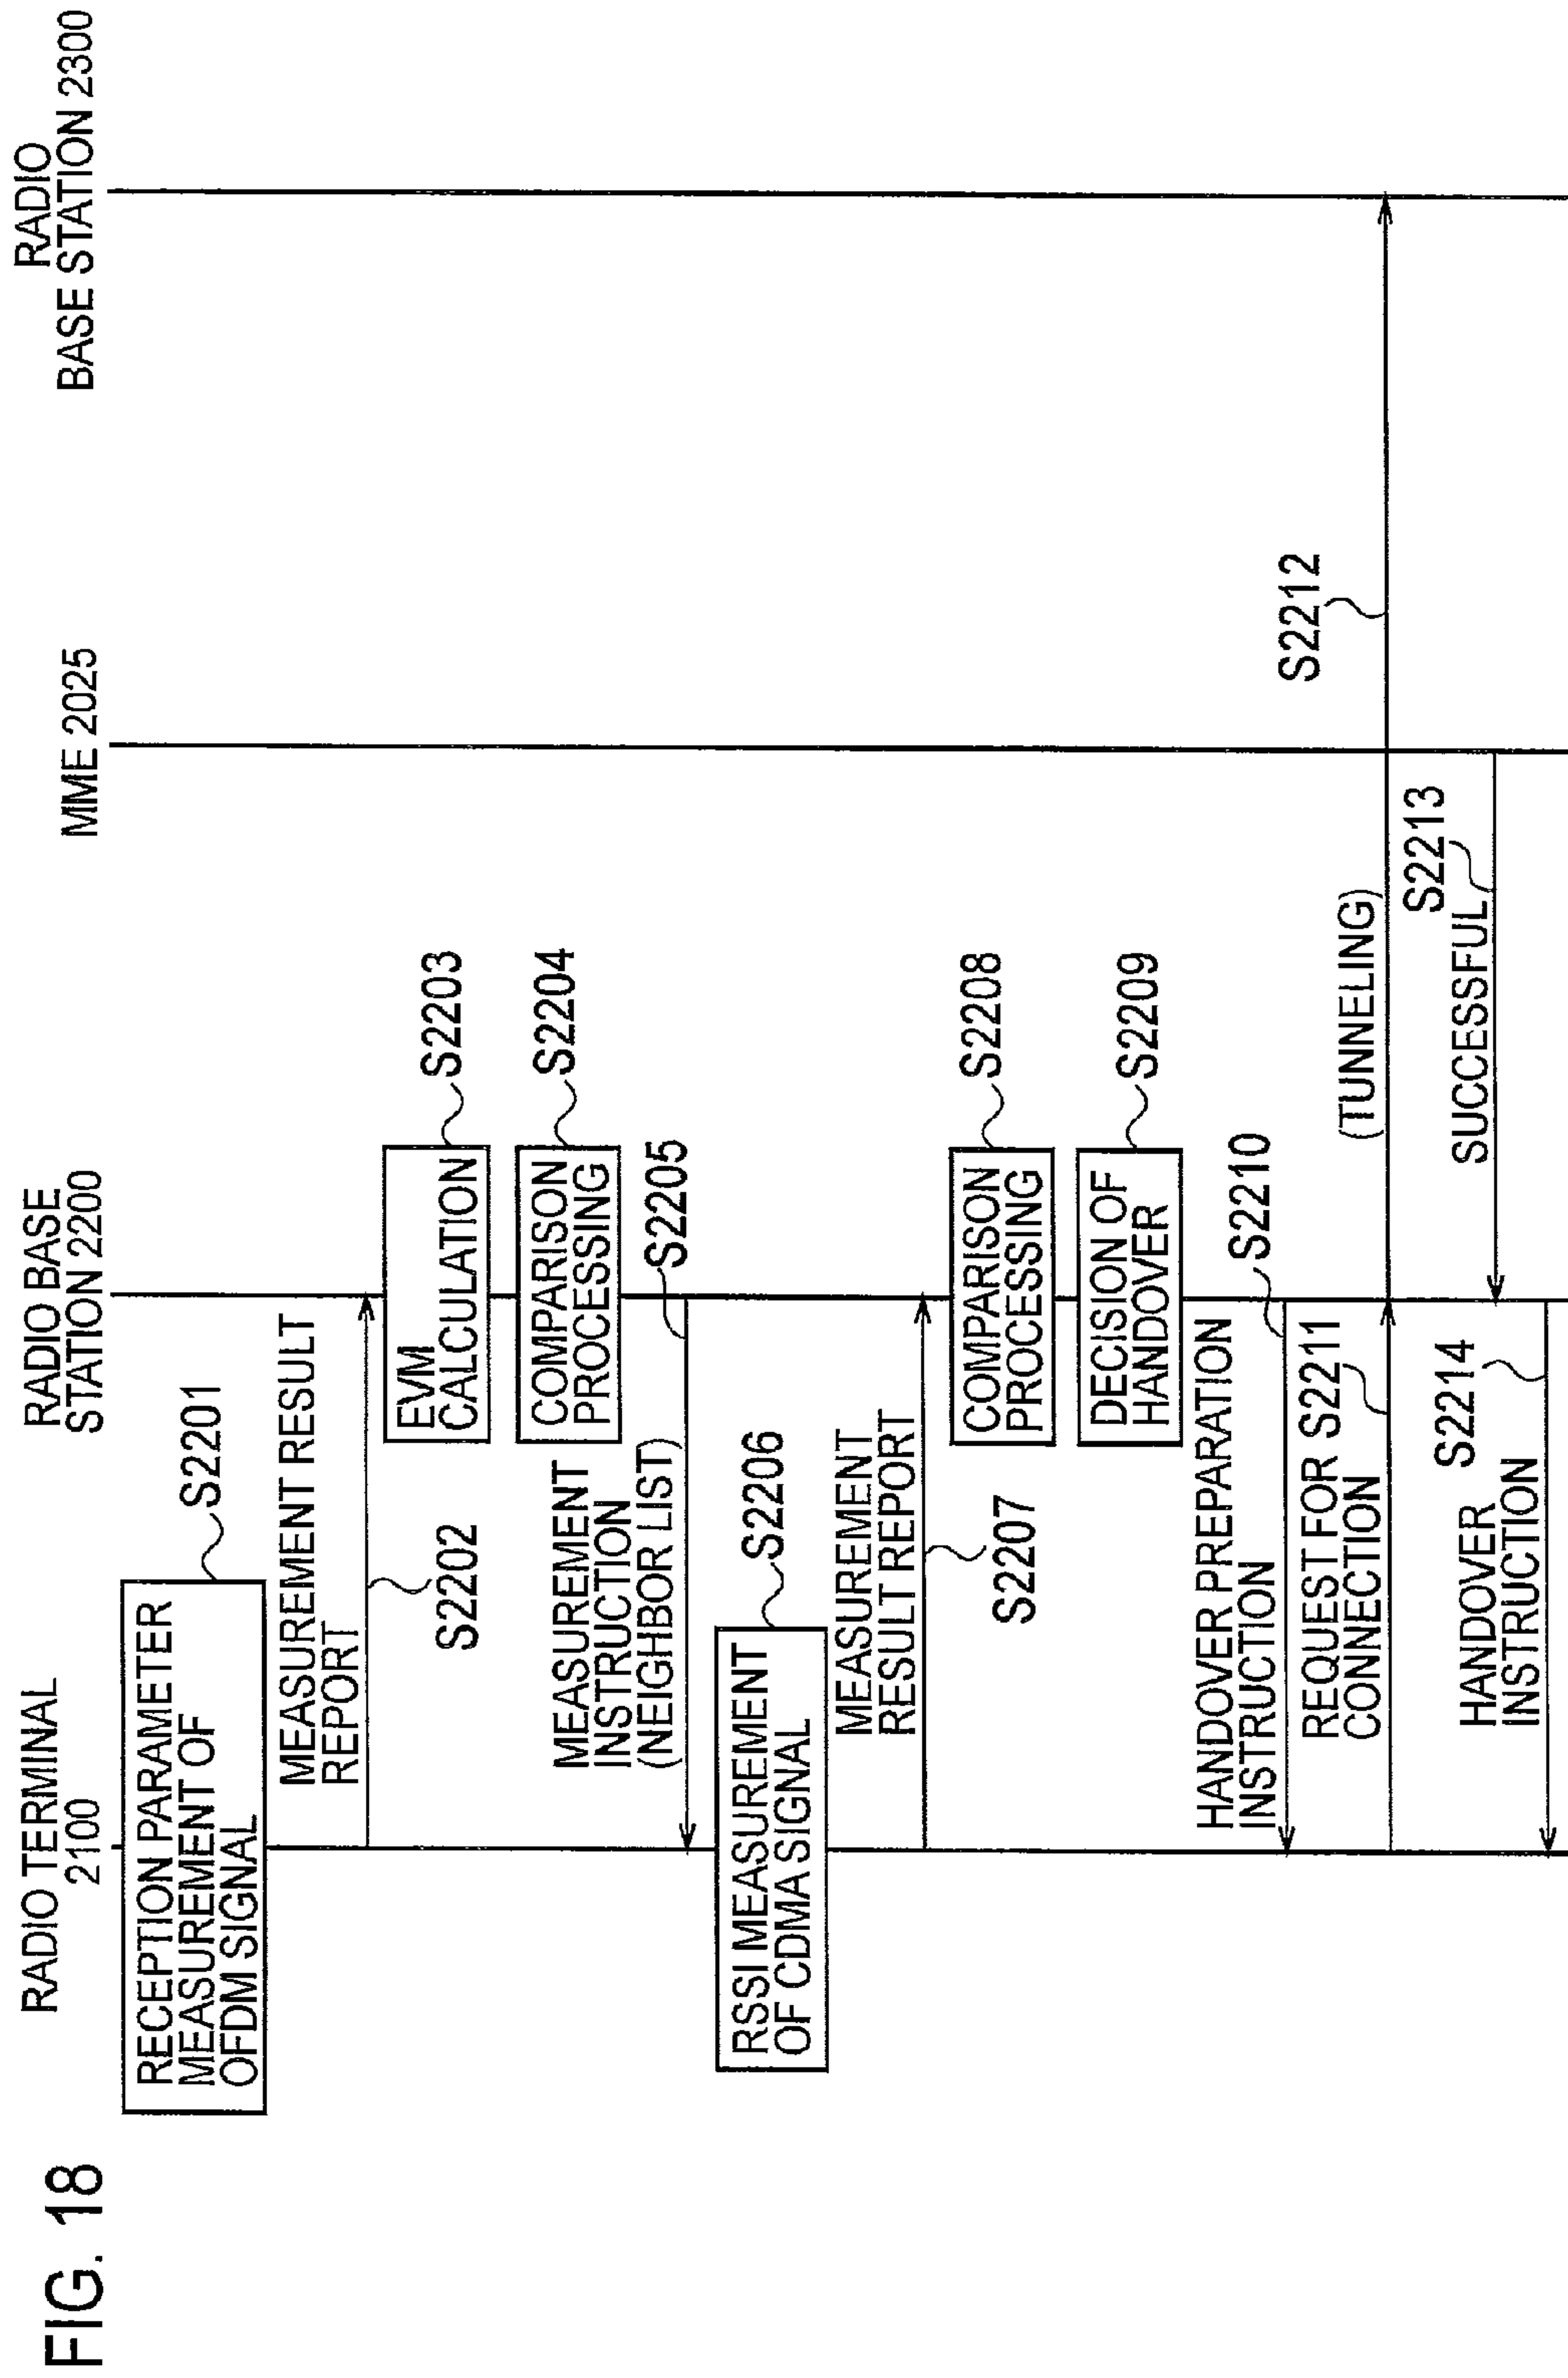 FIG. 18
RADIO TERMINAL
2100
RADIO BASE
STATION 2200
MME 2025
RADIO
BASE STATION 2300
RECEPTION PARAMETER
MEASUREMENT OF
OFDM SIGNAL
S2201
MEASUREMENT RESULT
REPORT
S2202
EVM
CALCULATION
S2203
COMPARISON
PROCESSING
S2204
MEASUREMENT
INSTRUCTION
(NEIGHBOR LIST)
S2205
RSSI MEASUREMENT
OF CDMA SIGNAL
S2206
MEASUREMENT
RESULT REPORT
S2207
COMPARISON
PROCESSING
S2208
DECISION OF
HANDOVER
S2209
HANDOVER PREPARATION
INSTRUCTION
S2210
REQUEST FOR
CONNECTION
S2211
(TUNNELING)
S2212
S2213
SUCCESSFUL
S2214
HANDOVER
INSTRUCTION